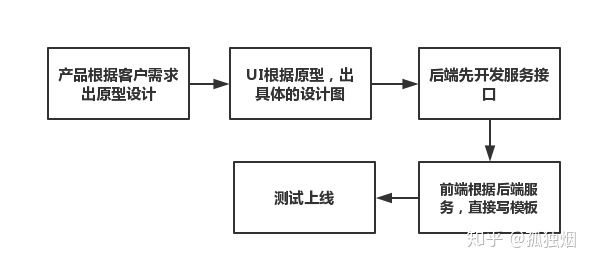 产品根据客户需求
出原型设计
UI根据原型，出
具体的设计图
后端先开发服务接
口
前端根据后端服
务，直接写模板
测试上线
知乎 @孤独烟